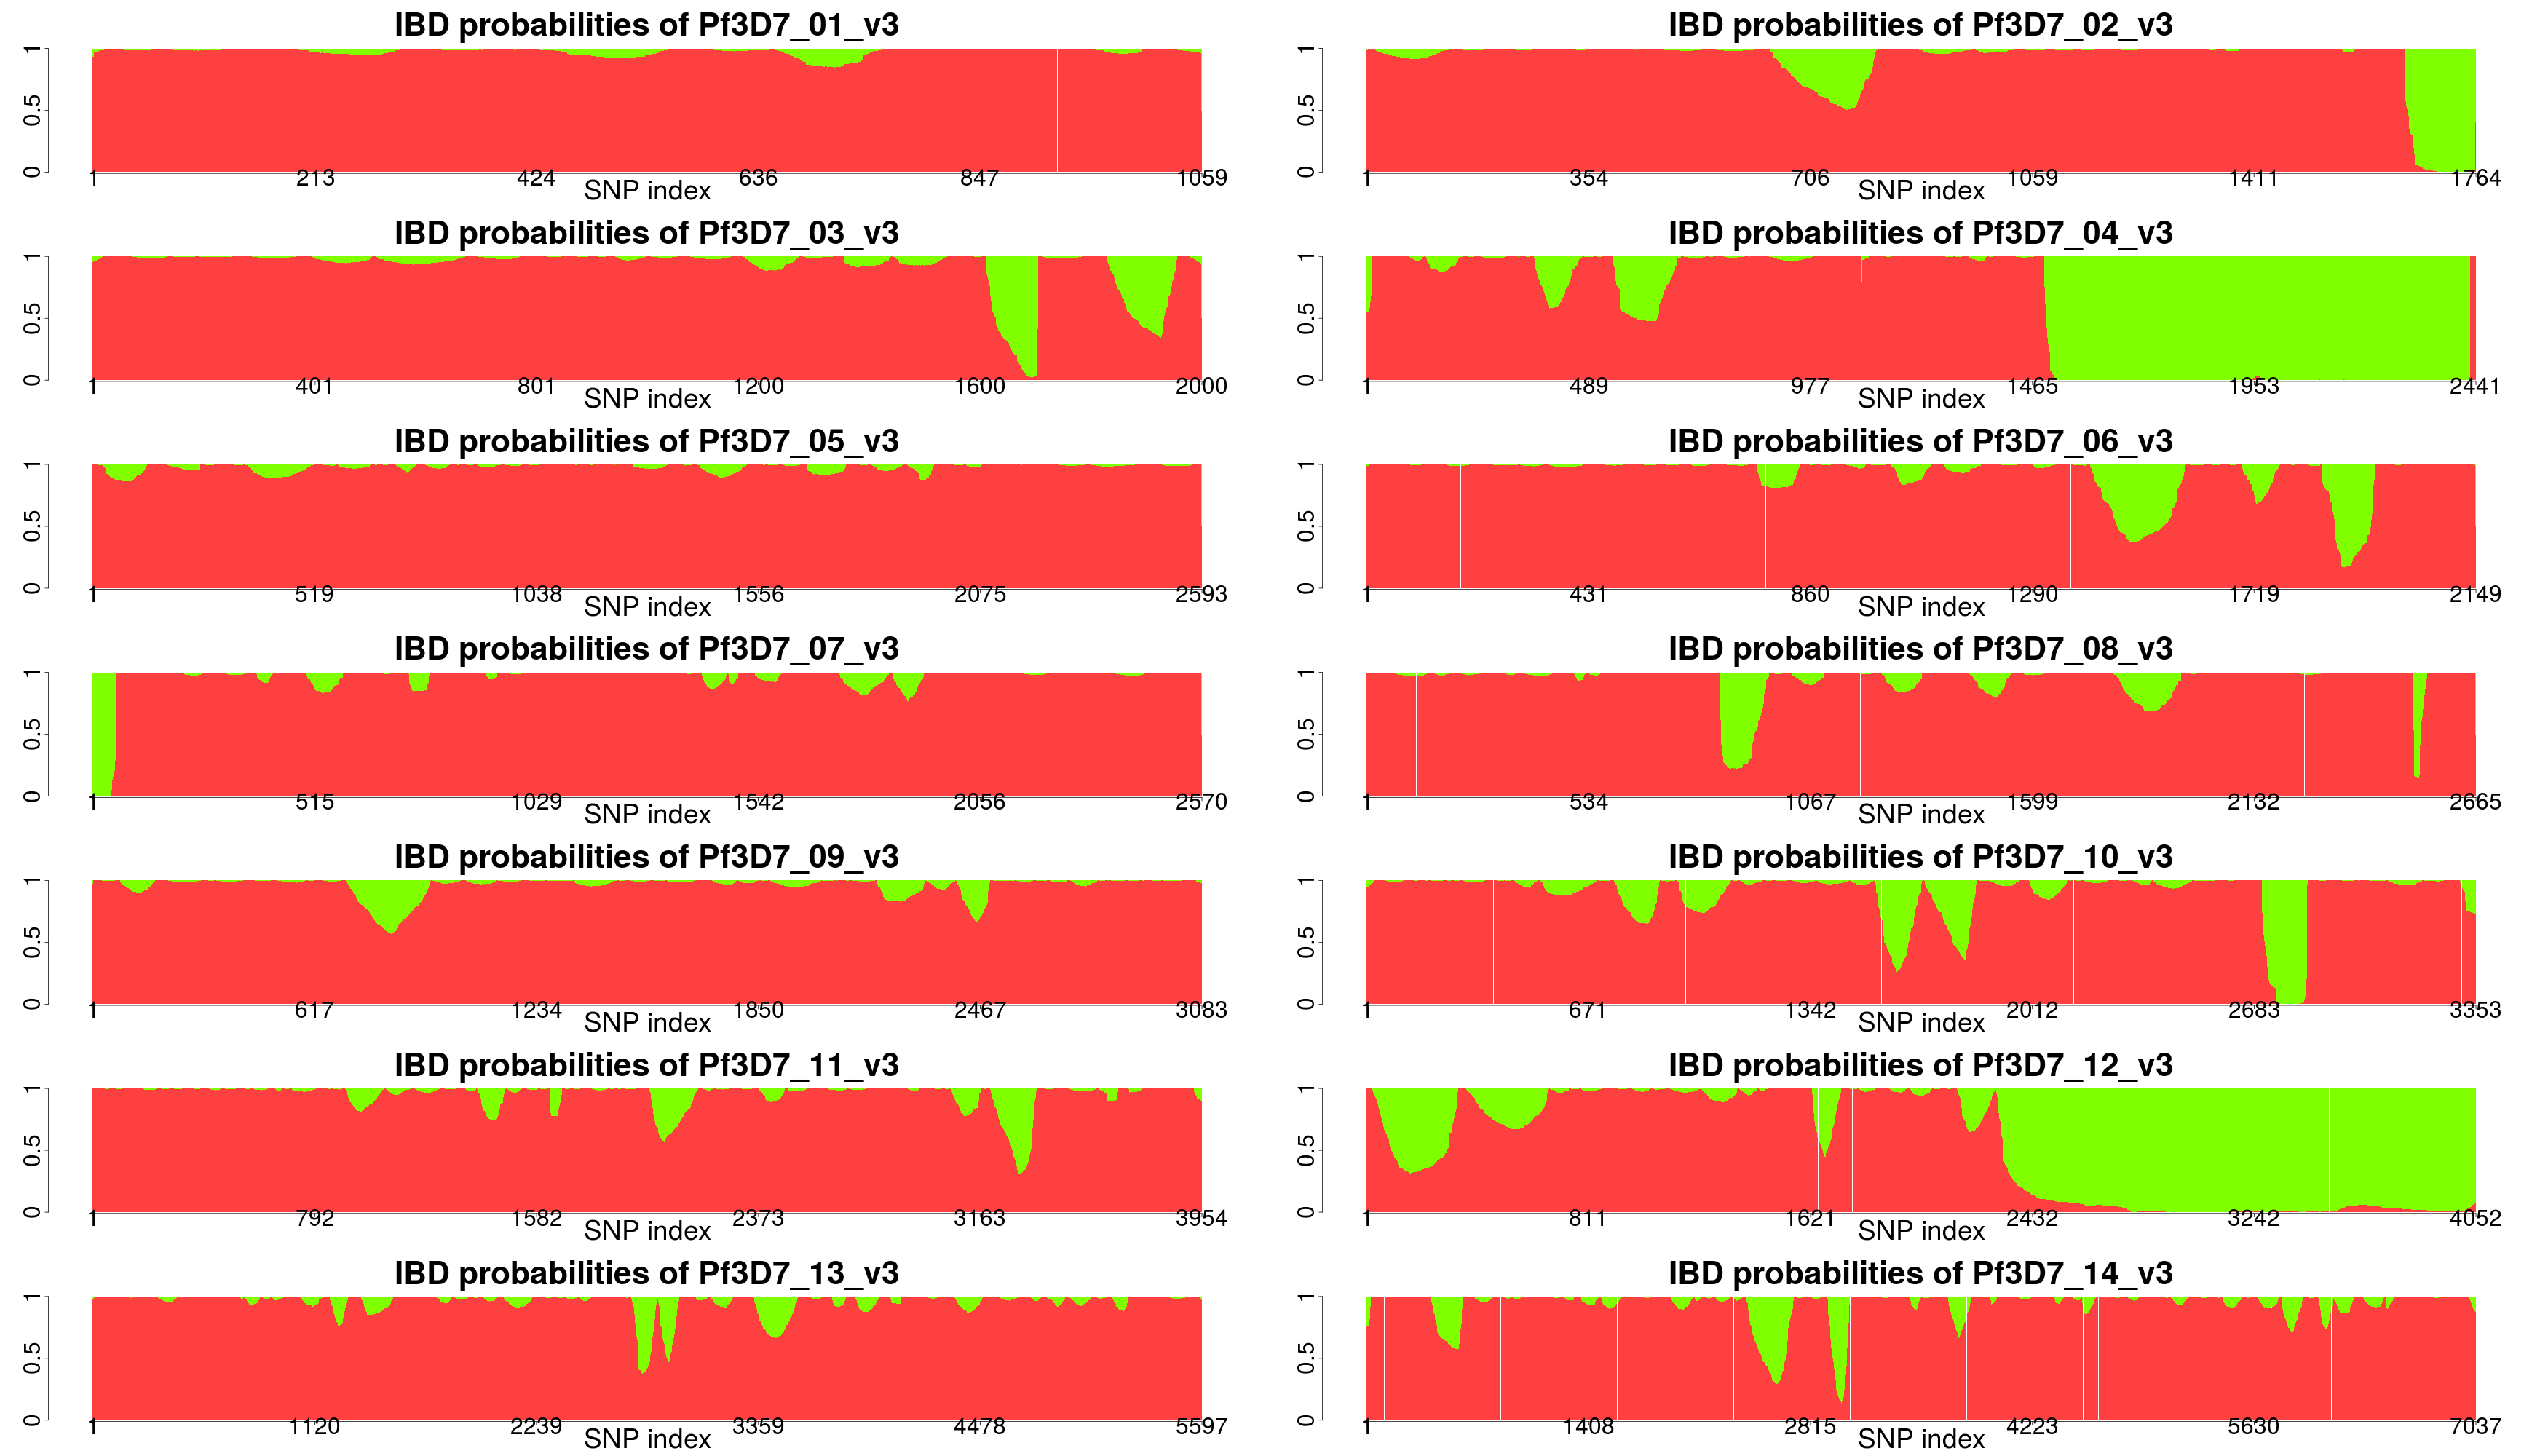 IBD probabilities of Pf3D7_01_v3
0 0.5 1
1 213 424 636 847 1059
SNP index
IBD probabilities of Pf3D7_02_v3
0 0.5 1
1 354 706 1059 1411 1764
SNP index
IBD probabilities of Pf3D7_03_v3
0 0.5 1
1 401 801 1200 1600 2000
SNP index
IBD probabilities of Pf3D7_04_v3
0 0.5 1
1 489 977 1465 1953 2441
SNP index
IBD probabilities of Pf3D7_05_v3
0 0.5 1
1 519 1038 1556 2075 2593
SNP index
IBD probabilities of Pf3D7_06_v3
0 0.5 1
1 431 860 1290 1719 2149
SNP index
IBD probabilities of Pf3D7_07_v3
0 0.5 1
1 515 1029 1542 2056 2570
SNP index
IBD probabilities of Pf3D7_08_v3
0 0.5 1
1 534 1067 1599 2132 2665
SNP index
IBD probabilities of Pf3D7_09_v3
0 0.5 1
1 617 1234 1850 2467 3083
SNP index
IBD probabilities of Pf3D7_10_v3
0 0.5 1
1 671 1342 2012 2683 3353
SNP index
IBD probabilities of Pf3D7_11_v3
0 0.5 1
1 792 1582 2373 3163 3954
SNP index
IBD probabilities of Pf3D7_12_v3
0 0.5 1
1 811 1621 2432 3242 4052
SNP index
IBD probabilities of Pf3D7_13_v3
0 0.5 1
1 1120 2239 3359 4478 5597
SNP index
IBD probabilities of Pf3D7_14_v3
0 0.5 1
1 1408 2815 4223 5630 7037
SNP index